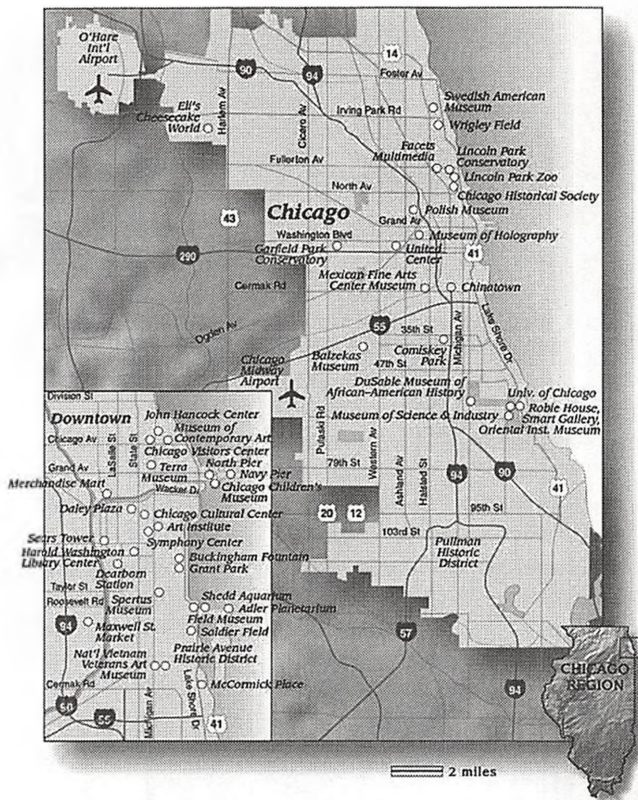 O'Hare
Int'l
Airport
90
94
14
Foster Av
Eli's
Cheesecake
World
Harlem Av
Cicero Av
Irving Park Rd
Swedish American
Museum
Wrigley Field
Fullerton Av
Facets
Multimedia
Lincoln Park
Conservatory
Lincoln Park Zoo
North Av
Chicago Historical Society
43
Chicago
Polish Museum
Grand Av
Washington Blvd
Museum of Holography
290
Garfield Park
Conservatory
United
Center
41
Cermak Rd
Mexican Fine Arts
Center Museum
Chinatown
Ogden Av
55
35th St
Michigan Av
Lake Shore Dr
Chicago
Midway
Airport
Balzekas
Museum
Comiskey
Park
47th St
DuSable Museum of
African-American History
Univ. of Chicago
Museum of Science & Industry
Robie House,
Smart Gallery,
Oriental Inst. Museum
Pulaski Rd
Western Av
Ashland Av
Halsted St
79th St
94
90
41
20
12
95th St
103rd St
Pullman
Historic
District
57
94
Division St
Downtown
John Hancock Center
Museum of
Contemporary Art
Chicago Av
LaSalle St
State St
Chicago Visitors Center
Grand Av
Terra
Museum
North Pier
Navy Pier
Merchandise Mart
Wacker Dr
Chicago Children's
Museum
Daley Plaza
Chicago Cultural Center
Art Institute
Sears Tower
Symphony Center
Harold Washington
Library Center
Buckingham Fountain
Grant Park
Dearborn
Station
Taylor St
Roosevelt Rd
Spertus
Museum
Shedd Aquarium
Adler Planetarium
94
Maxwell St.
Market
Field Museum
Soldier Field
Nat'l Vietnam
Veterans Art
Museum
Prairie Avenue
Historic District
Cermak Rd
McCormick Place
90
55
Michigan Av
Lake Shore Dr
41
CHICAGO
REGION
2 miles